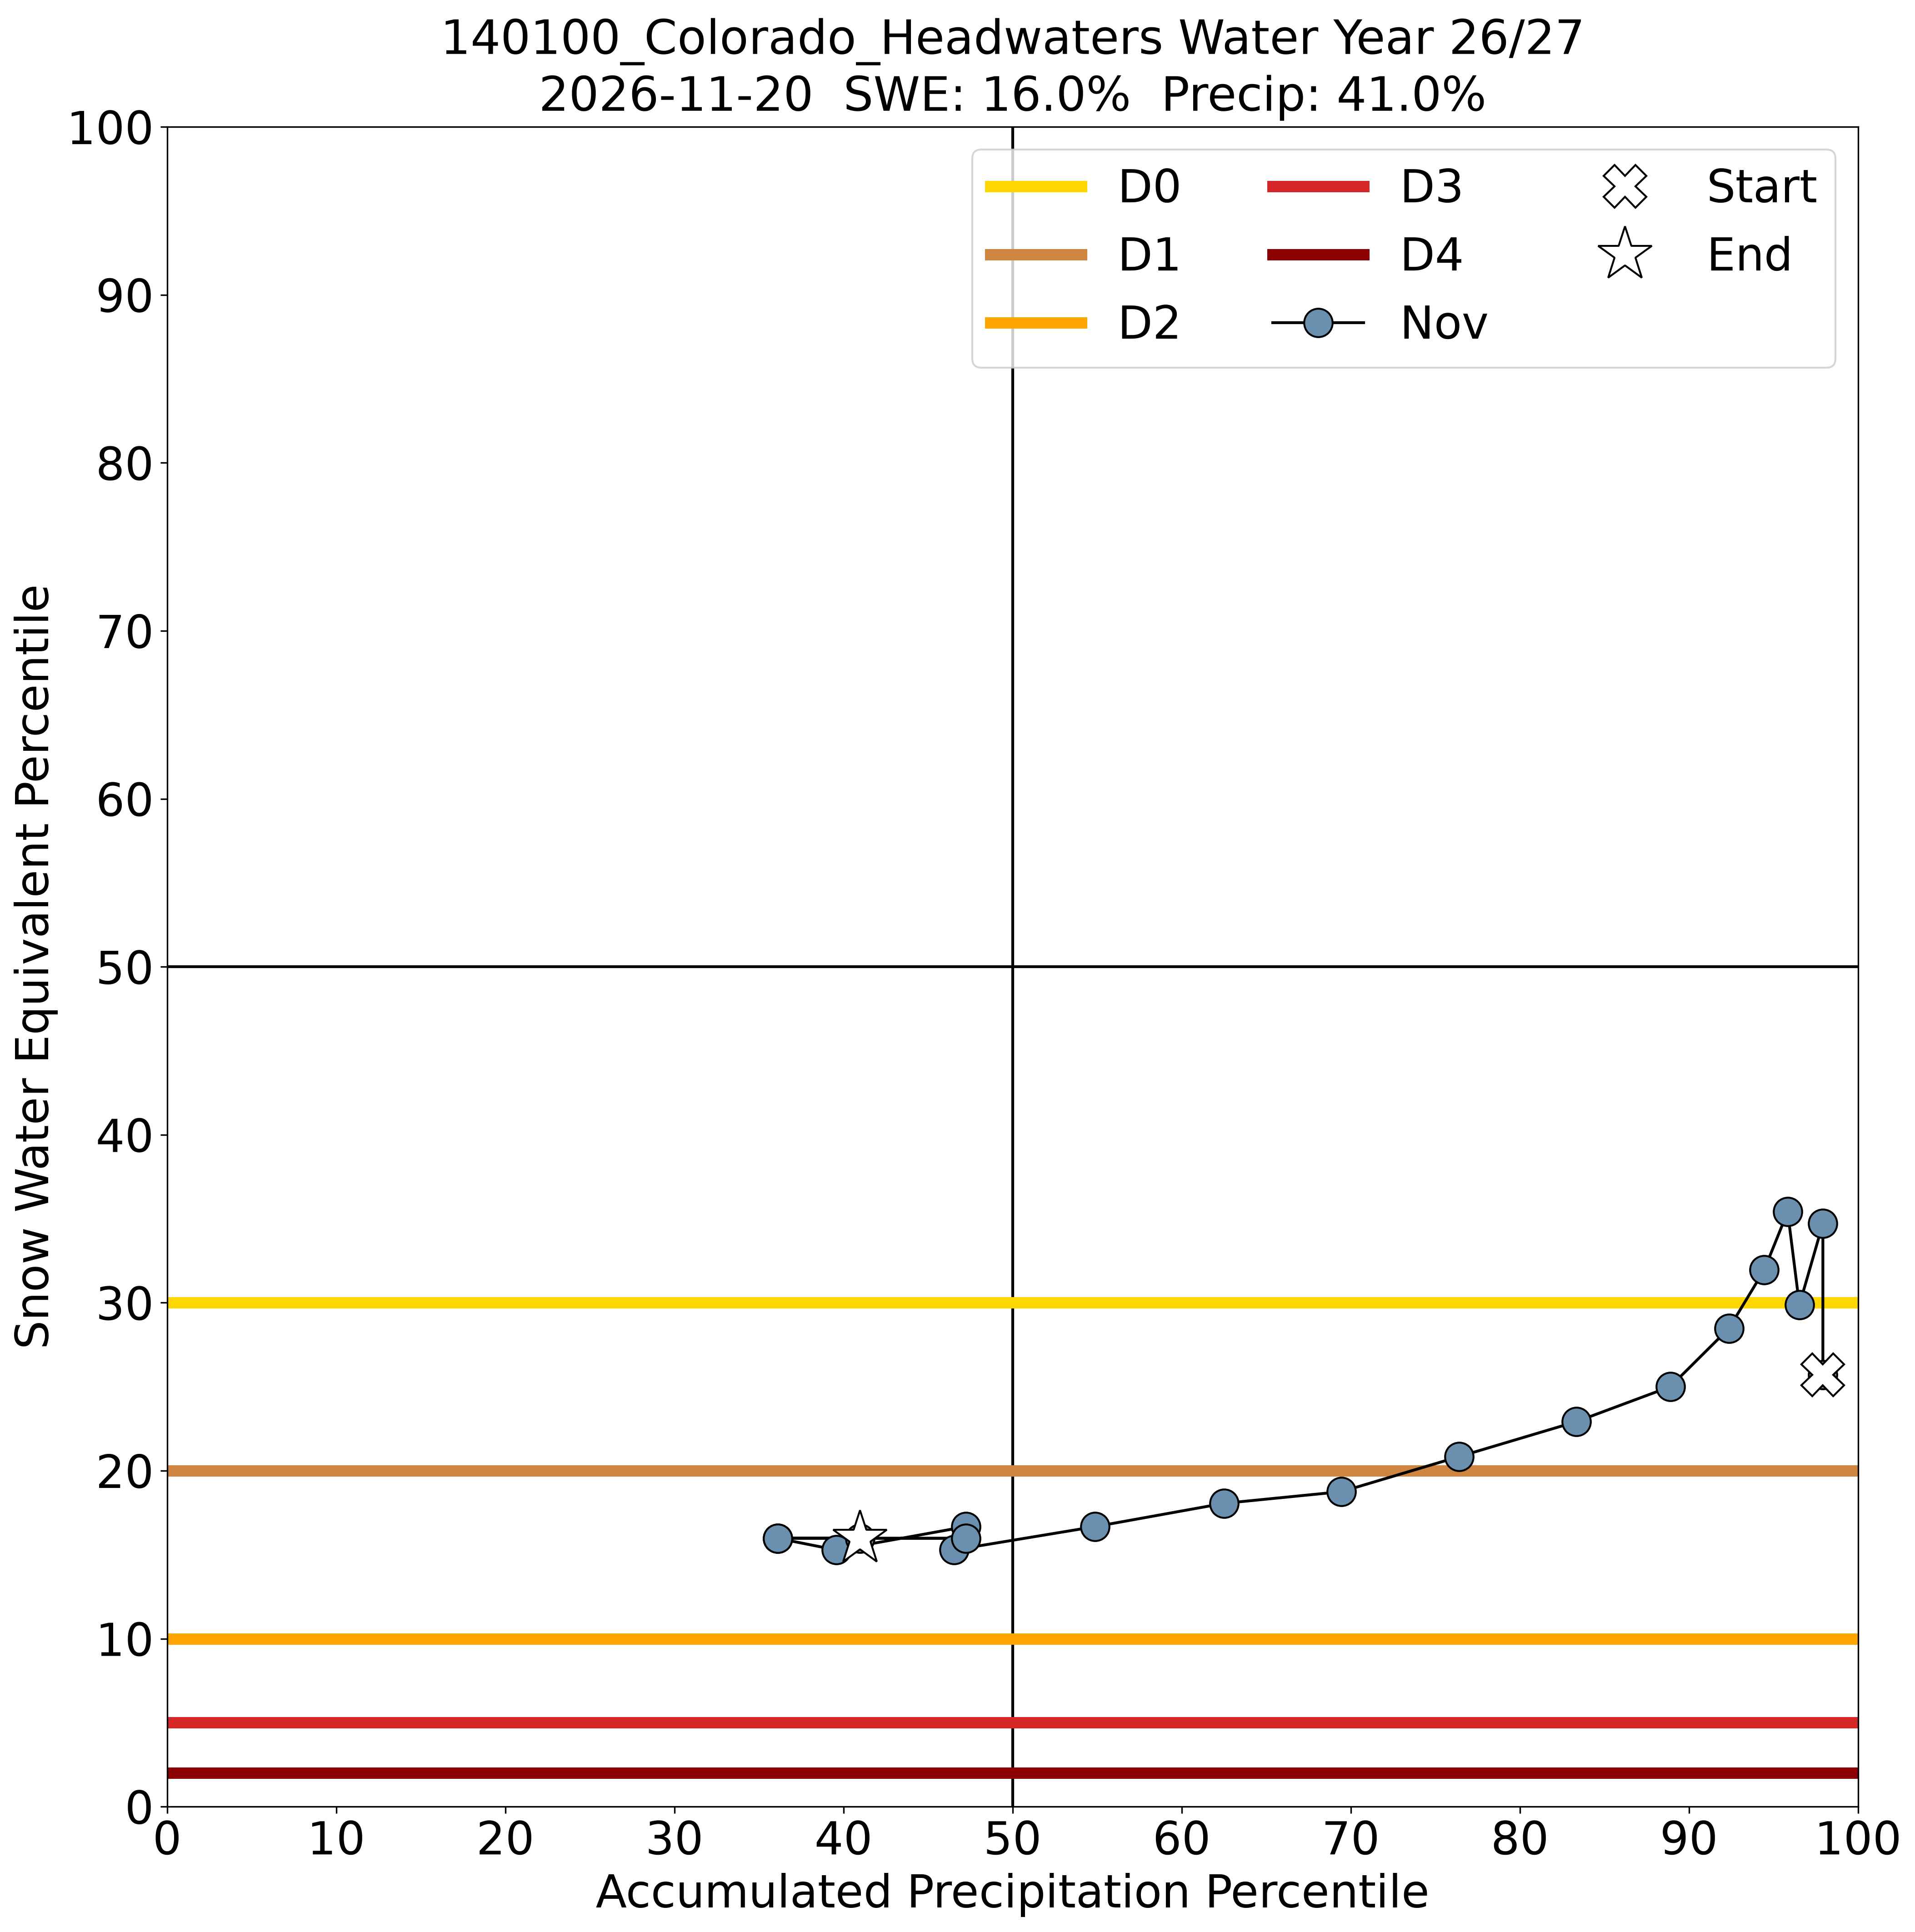 140100_Colorado_Headwaters Water Year 26/27
2026-11-20  SWE: 16.0%  Precip: 41.0%
D0
D1
D2
D3
D4
Nov
Start
End
Snow Water Equivalent Percentile
100
90
80
70
60
50
40
30
20
10
0
0 10 20 30 40 50 60 70 80 90 100
Accumulated Precipitation Percentile